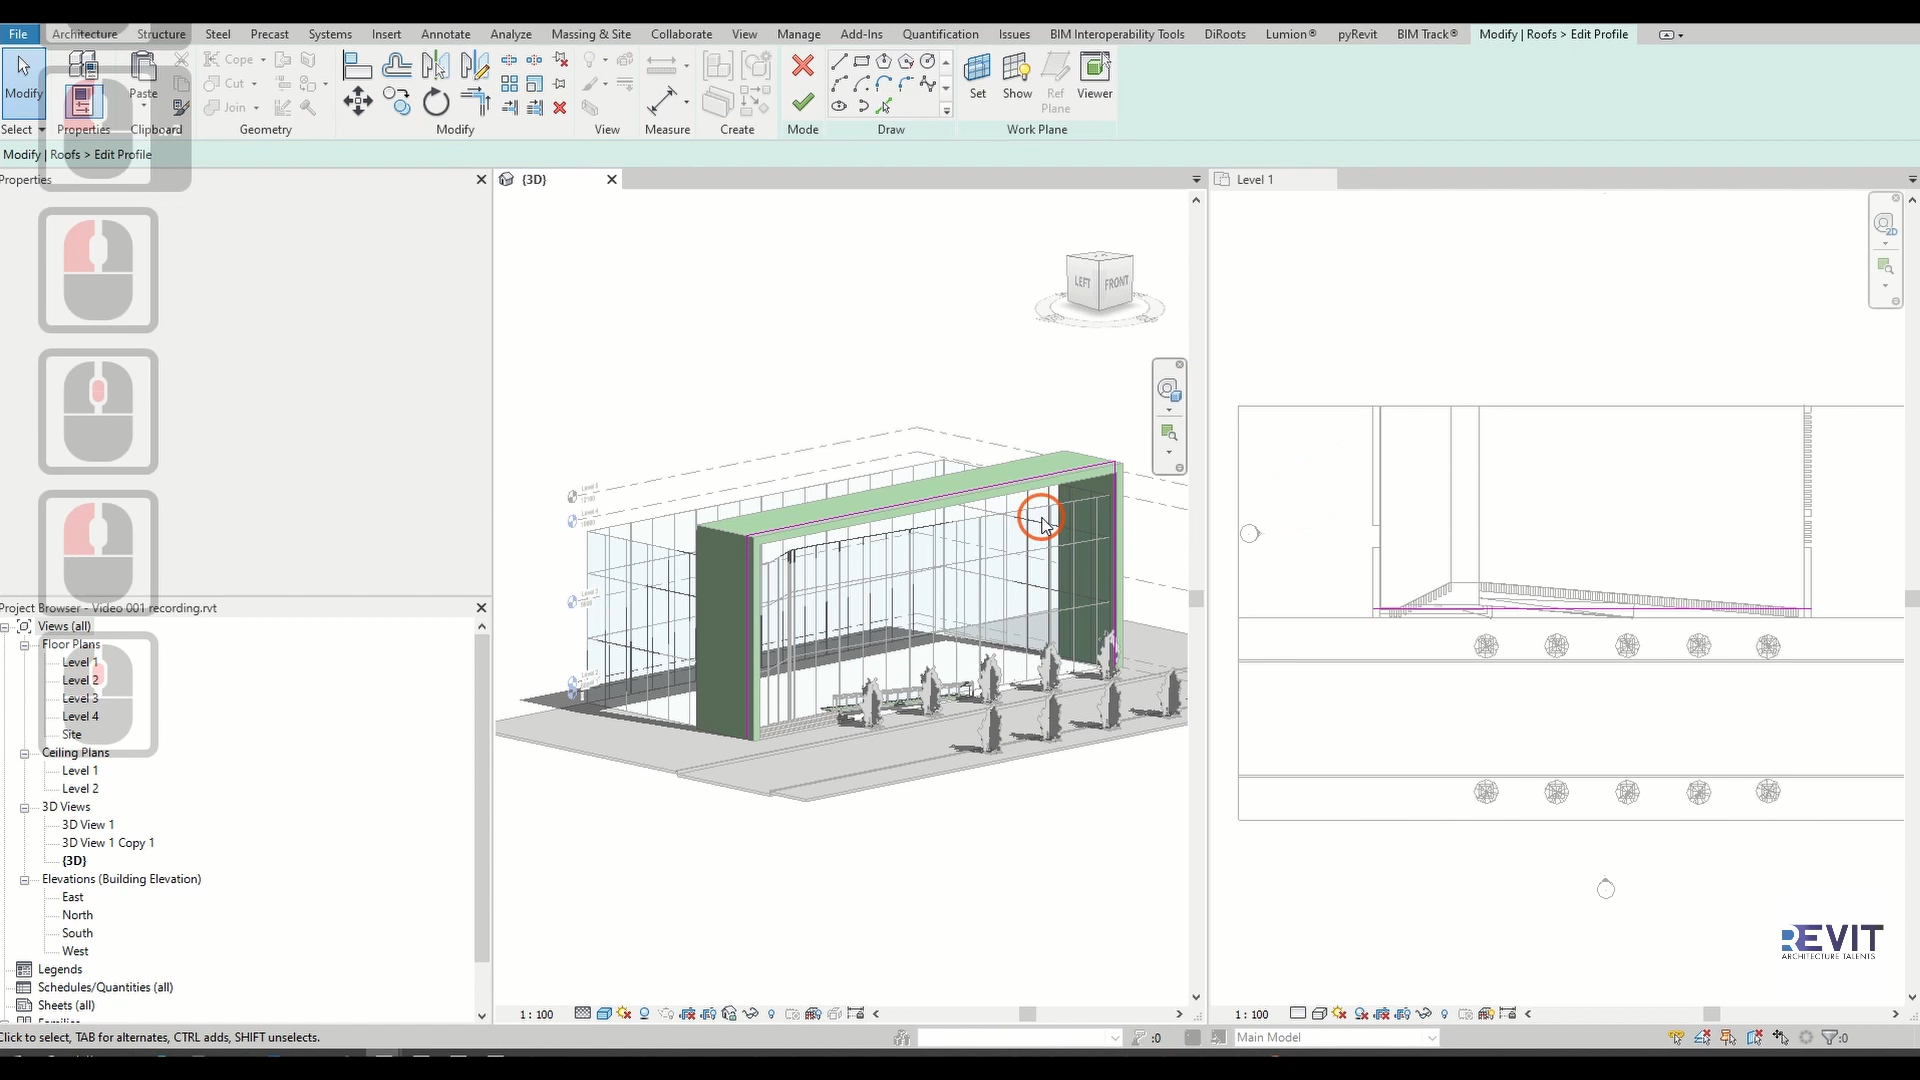 File Architecture Structure Steel Precast Systems Insert Annotate Analyze Massing & Site Collaborate View Manage Add-Ins Quantification Issues BIM Interoperability Tools DiRoots Lumion® pyRevit BIM Track® Modify | Roofs > Edit Profile
Modify Paste Cope Cut Join Set Show Ref Plane Viewer
Select Properties Clipboard Geometry Modify View Measure Create Mode Draw Work Plane
Modify | Roofs > Edit Profile
Properties
{3D}
Level 1
2D
LEFT FRONT
Project Browser - Video 001 recording.rvt
Views (all)
Floor Plans
Level 1
Level 2
Level 3
Level 4
Site
Ceiling Plans
Level 1
Level 2
3D Views
3D View 1
3D View 1 Copy 1
{3D}
Elevations (Building Elevation)
East
North
South
West
Legends
Schedules/Quantities (all)
Sheets (all)
REVIT
ARCHITECTURE TALENTS
1 : 100
1 : 100
Click to select, TAB for alternates, CTRL adds, SHIFT unselects.
:0
Main Model
:0